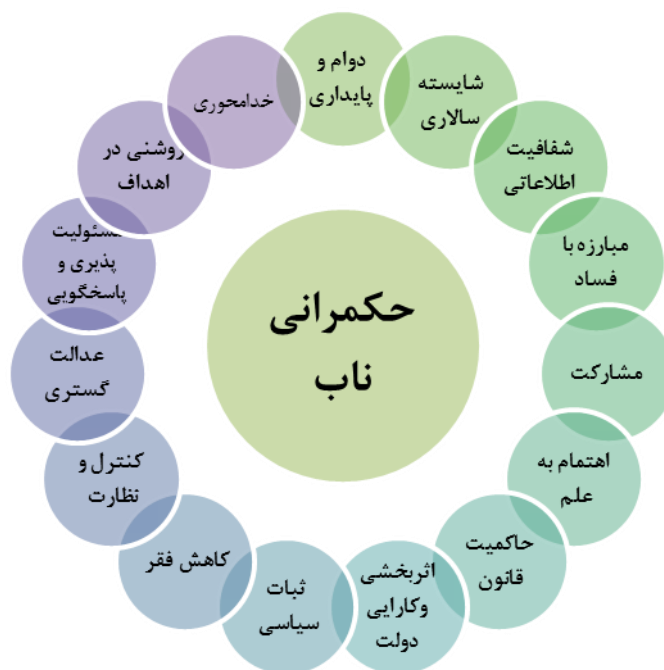 حکمرانی
ناب
دوام و
پایداری
شایسته
سالاری
شفافیت
اطلاعاتی
مبارزه با
فساد
مشارکت
اهتمام به
علم
حاکمیت
قانون
اثربخشی
وکارایی
دولت
ثبات
سیاسی
کاهش فقر
کنترل و
نظارت
عدالت
گستری
مسئولیت
پذیری و
پاسخگویی
روشنی در
اهداف
خدامحوری